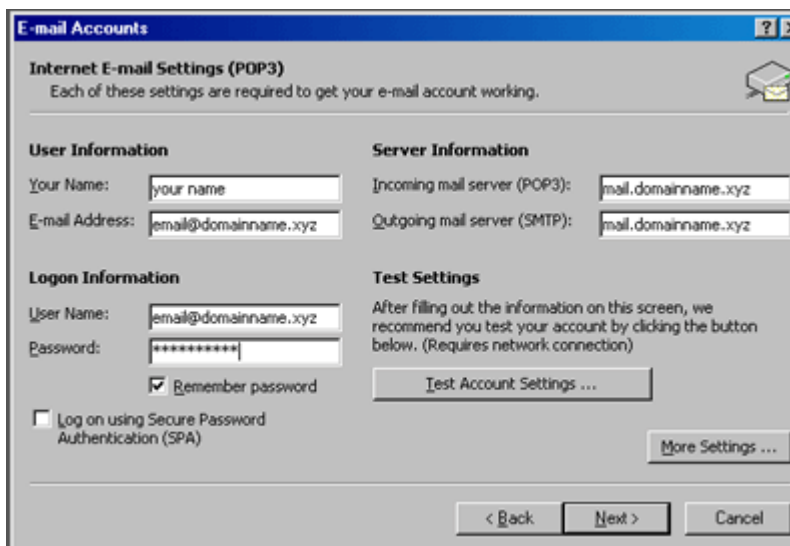 E-mail Accounts
Internet E-mail Settings (POP3)
Each of these settings are required to get your e-mail account working.
User Information
Your Name: your name
E-mail Address: email@domainname.xyz
Server Information
Incoming mail server (POP3): mail.domainname.xyz
Outgoing mail server (SMTP): mail.domainname.xyz
Logon Information
User Name: email@domainname.xyz
Password: **********
Remember password
Log on using Secure Password
Authentication (SPA)
Test Settings
After filling out the information on this screen, we
recommend you test your account by clicking the button
below. (Requires network connection)
Test Account Settings ...
More Settings ...
< Back
Next >
Cancel